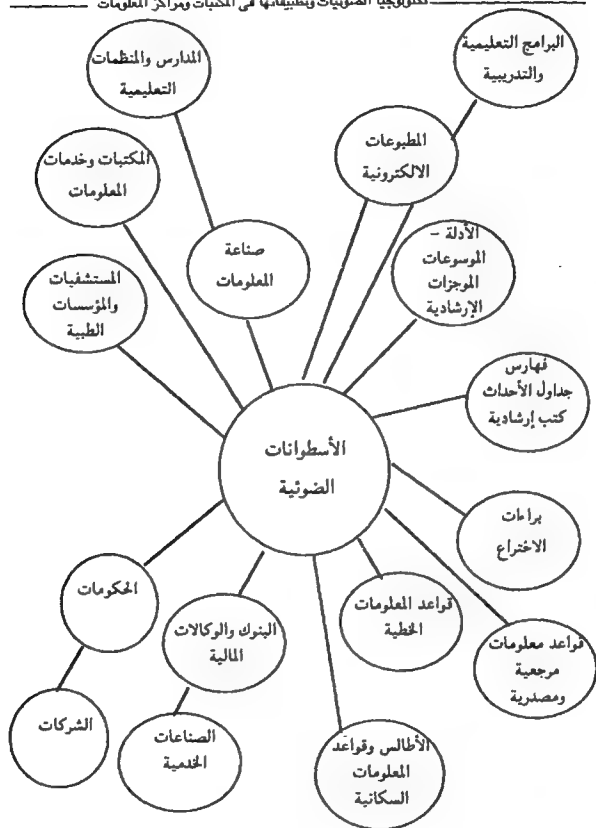 تكنولوجيا الضوئيات وتطبيقاتها في المكتبات ومراكز المعلومات
البرامج التعليمية
والتدريبية
المدارس والمنظمات
التعليمية
المطبوعات
الالكترونية
المكتبات وخدمات
المعلومات
صناعة
المعلومات
الأدلة -
الموسوعات
الموجزات
الإرشادية
المستشفيات
والمؤسسات
الطبية
فهارس
جداول الأحداث
كتب إرشادية
الأسطوانات
الضوئية
براءات
الاختراع
الحكومات
البنوك والوكالات
المالية
قواعد المعلومات
الخطية
قواعد معلومات
مرجعية
ومصدرية
الشركات
الصناعات
الخدمية
الأطالس وقواعد
المعلومات
السكانية